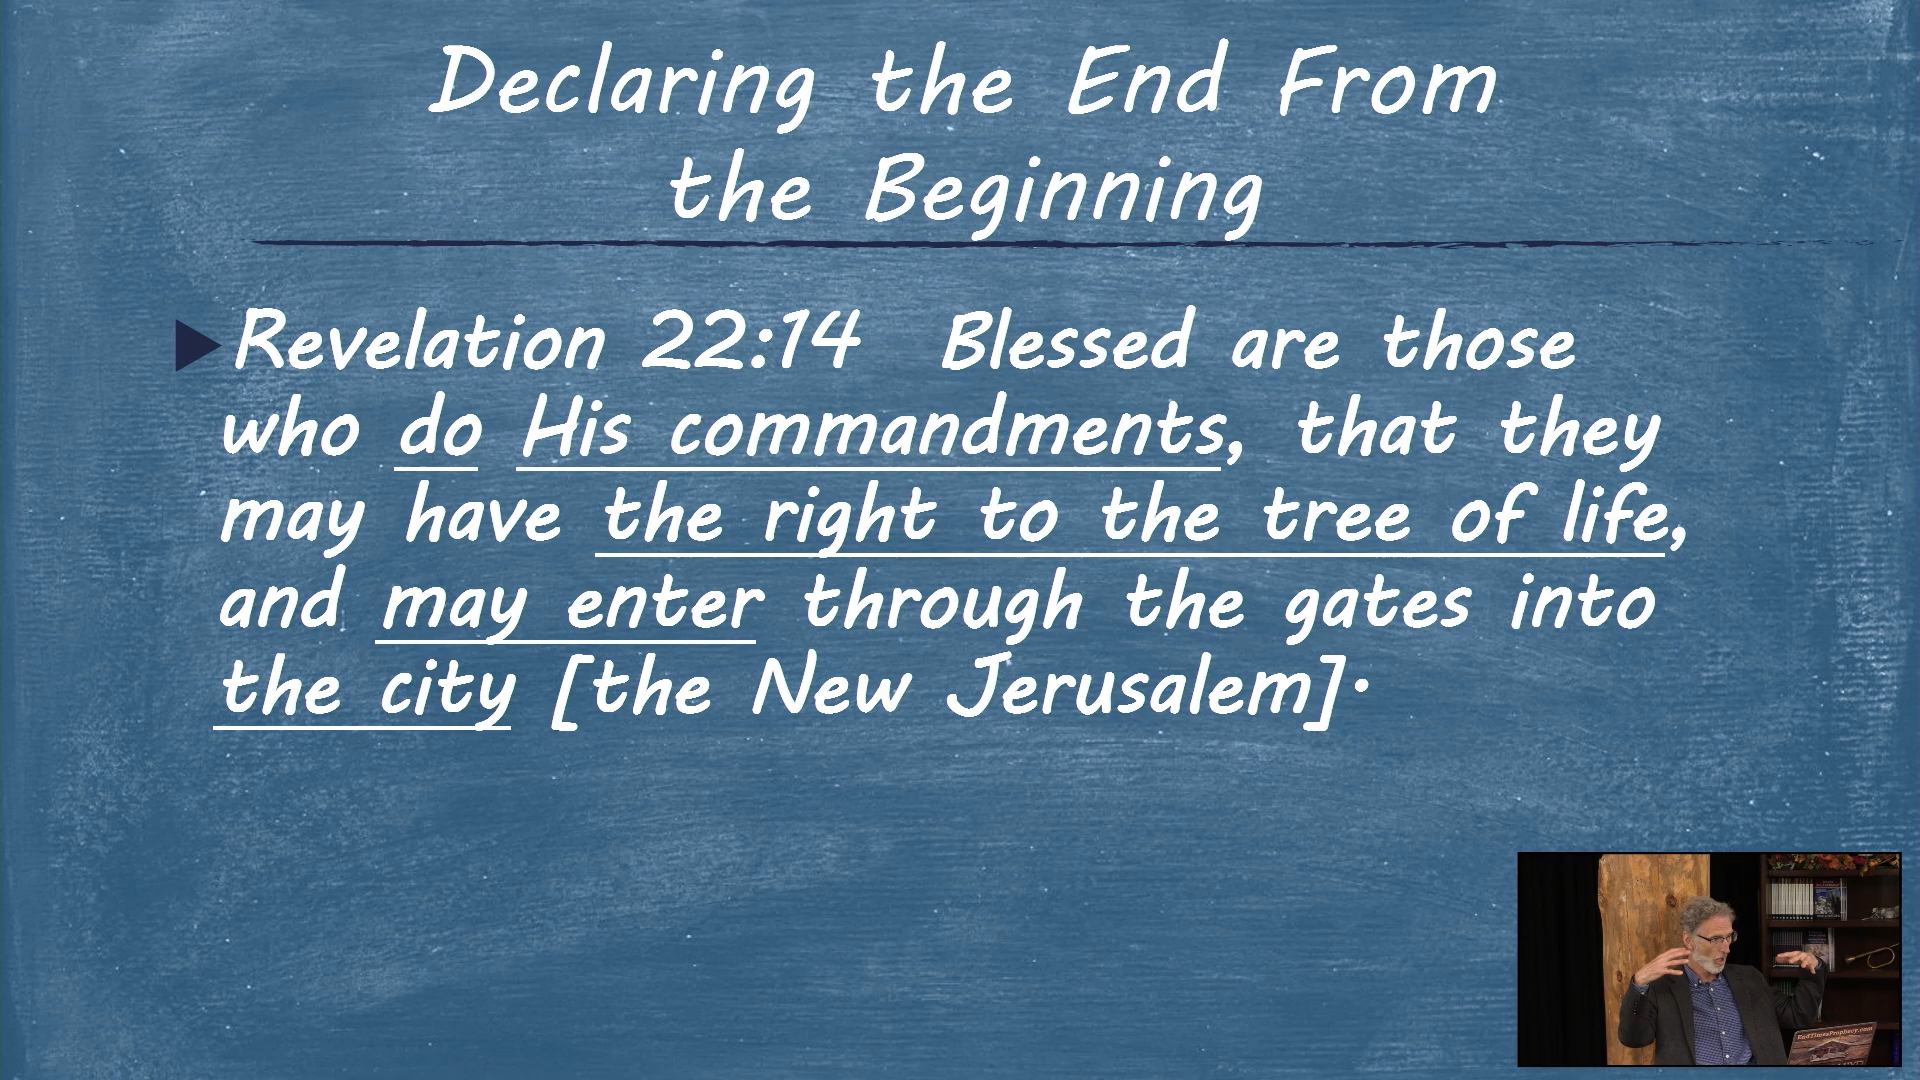 Declaring the End From
the Beginning
Revelation 22:14 Blessed are those
who do His commandments, that they
may have the right to the tree of life,
and may enter through the gates into
the city [the New Jerusalem].
EndTimesProphecy.com